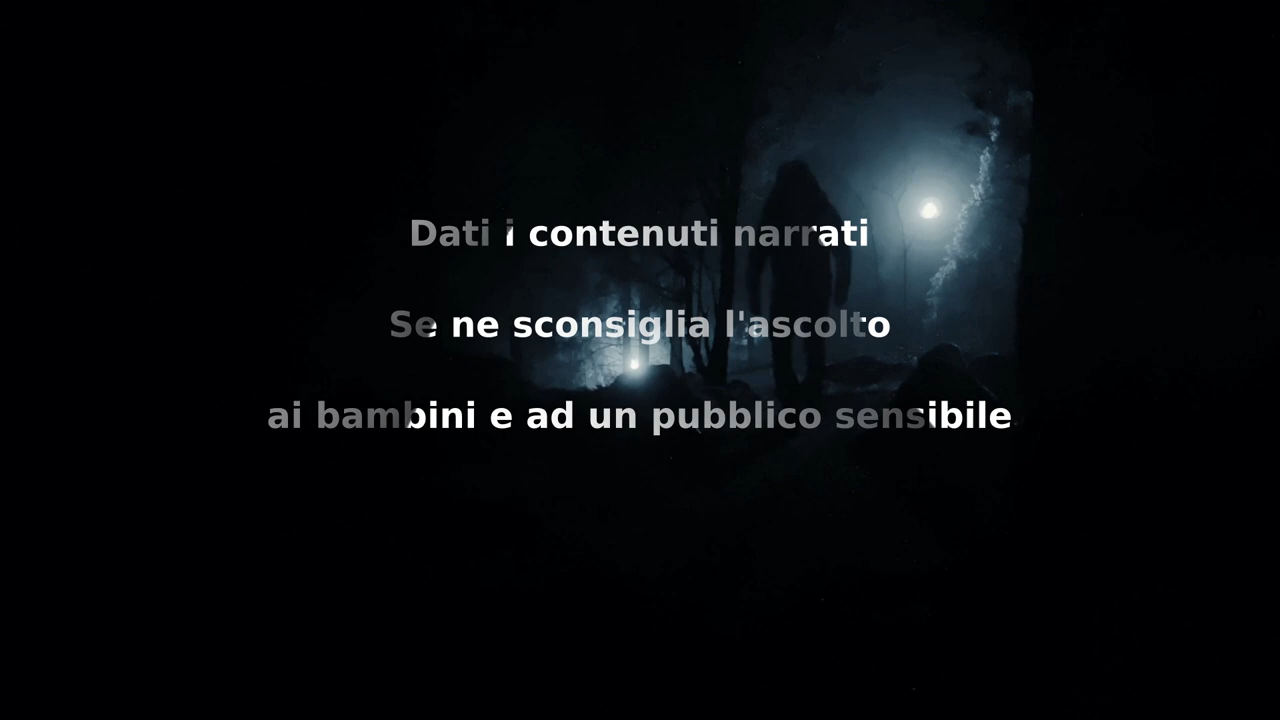 Dati i contenuti narrati
Se ne sconsiglia l'ascolto
ai bambini e ad un pubblico sensibile